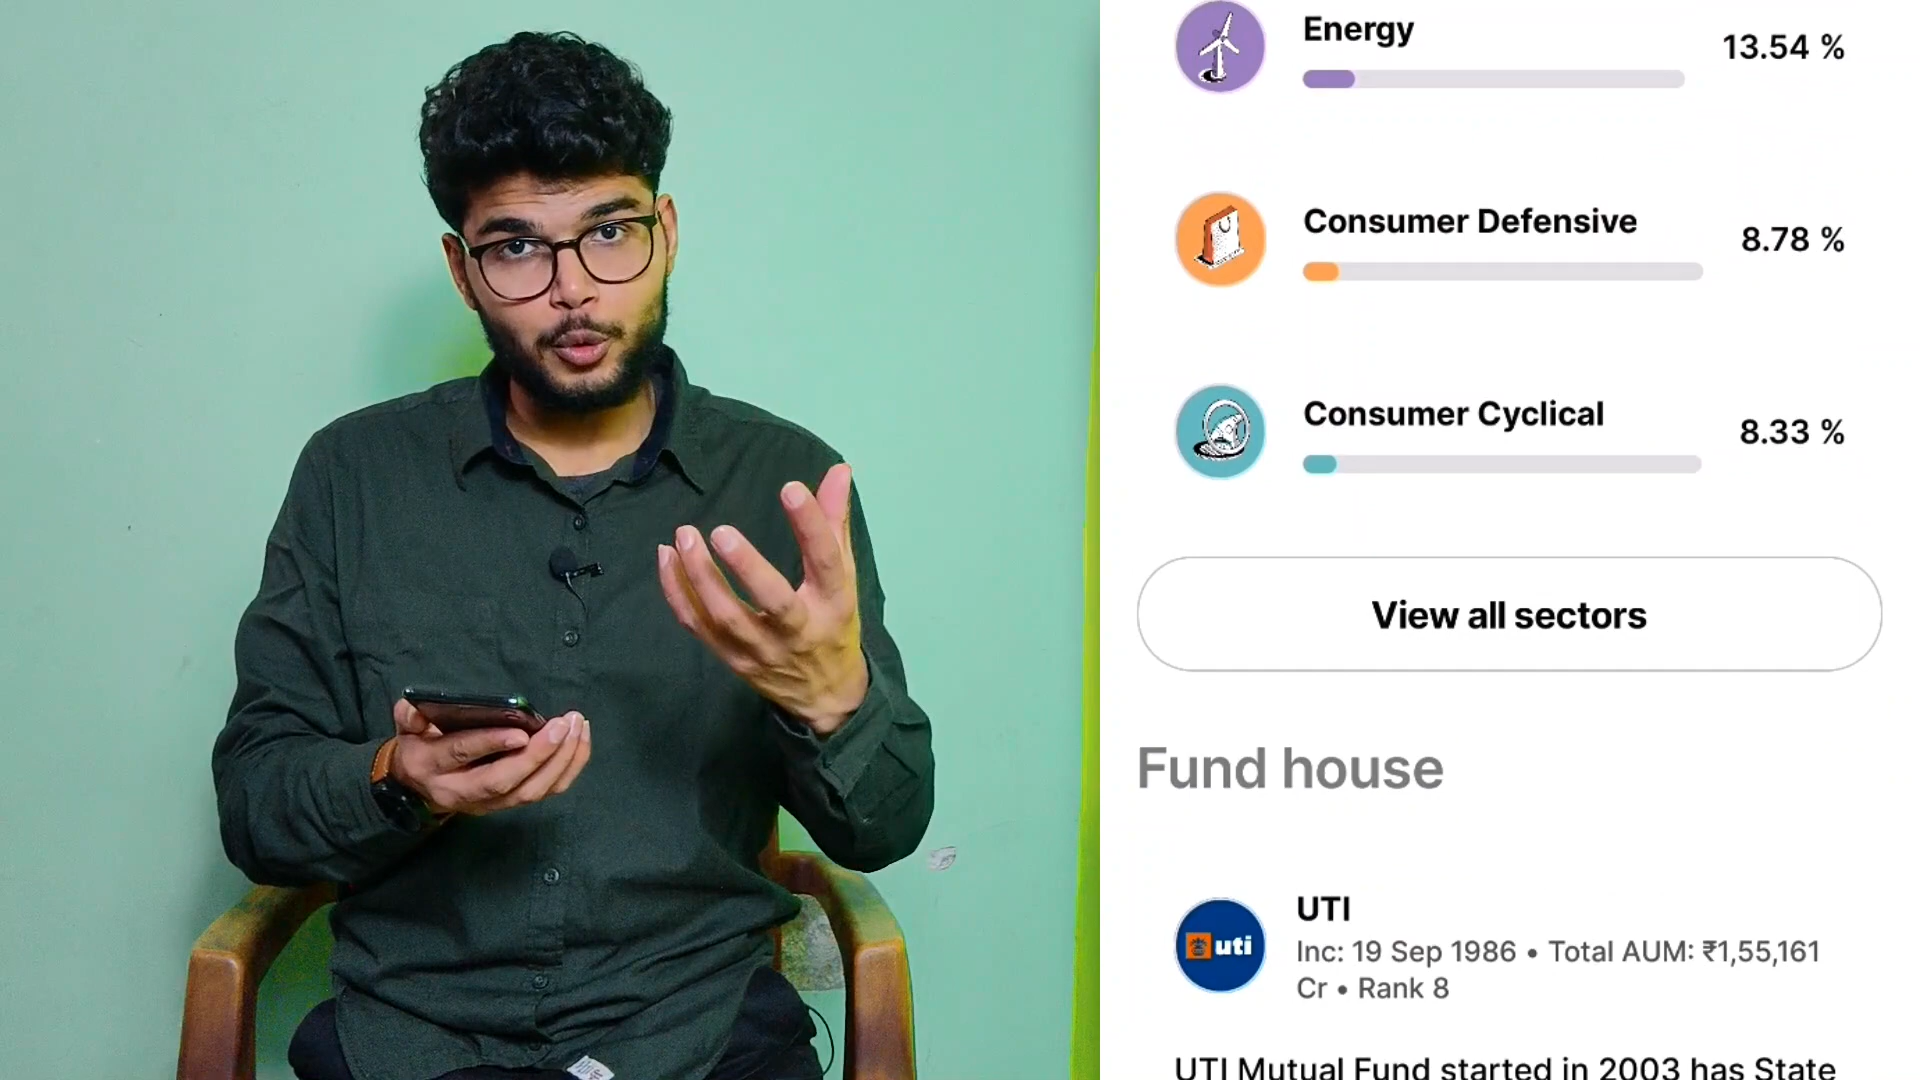 Energy
13.54 %
Consumer Defensive
8.78 %
Consumer Cyclical
8.33 %
View all sectors
Fund house
uti
UTI
Inc: 19 Sep 1986 • Total AUM: ₹1,55,161
Cr • Rank 8
UTI Mutual Fund started in 2003 has State